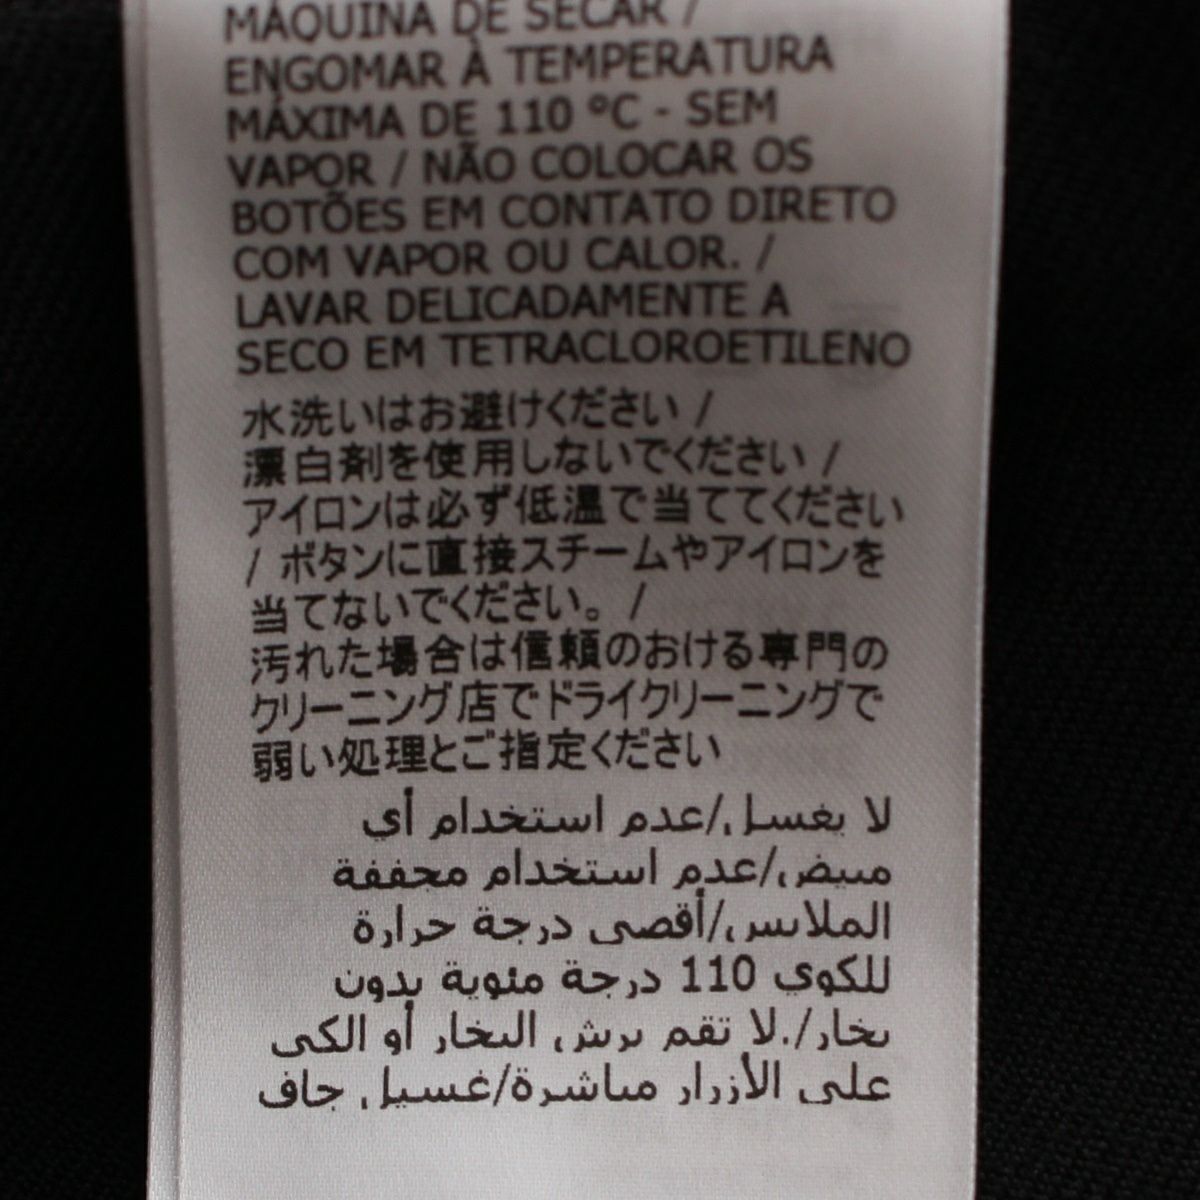 MÁQUINA DE SECAR /
ENGOMAR À TEMPERATURA
MÁXIMA DE 110 °C - SEM
VAPOR / NÃO COLOCAR OS
BOTÕES EM CONTATO DIRETO
COM VAPOR OU CALOR. /
LAVAR DELICADAMENTE A
SECO EM TETRACLOROETILENO
水洗いはお避けください /
漂白剤を使用しないでください /
アイロンは必ず低温で当ててください
/ ボタンに直接スチームやアイロンを
当てないでください。 /
汚れた場合は信頼のおける専門の
クリーニング店でドライクリーニングで
弱い処理とご指定ください
لا يغسل/عدم استخدام أي
مبيض/عدم استخدام مجففة
الملابس/أقصى درجة حرارة
للكوي 110 درجة مئوية بدون
بخار/.لا تقم برش البخار أو الكي
على الأزرار مباشرة/غسيل جاف